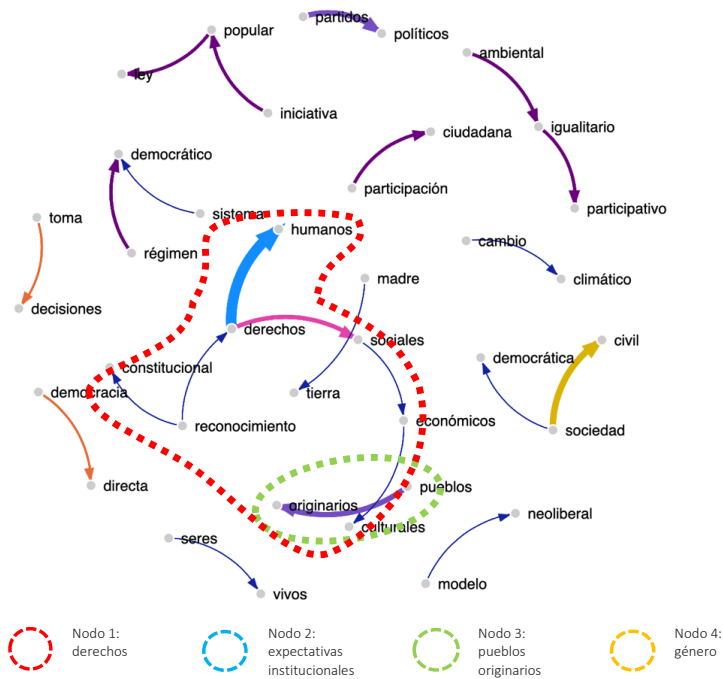 partidos
popular
políticos
ambiental
ley
iniciativa
ciudadana
igualitario
democrático
participación
participativo
toma
sistema
humanos
cambio
régimen
madre
climático
decisiones
derechos
sociales
civil
constitucional
democrática
democracia
tierra
reconocimiento
económicos
sociedad
directa
pueblos
originarios
neoliberal
culturales
seres
modelo
vivos
Nodo 1:
derechos
Nodo 2:
expectativas
institucionales
Nodo 3:
pueblos
originarios
Nodo 4:
género